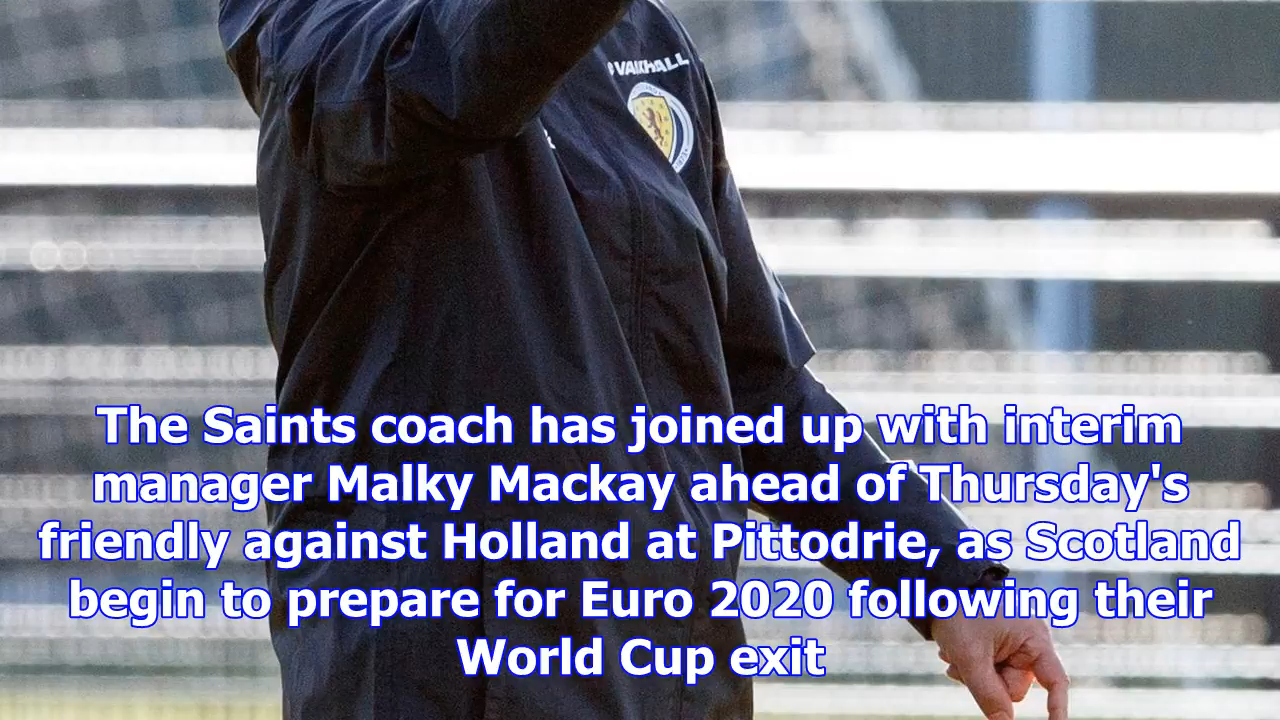 VAUXHALL
The Saints coach has joined up with interim
manager Malky Mackay ahead of Thursday's
friendly against Holland at Pittodrie, as Scotland
begin to prepare for Euro 2020 following their
World Cup exit